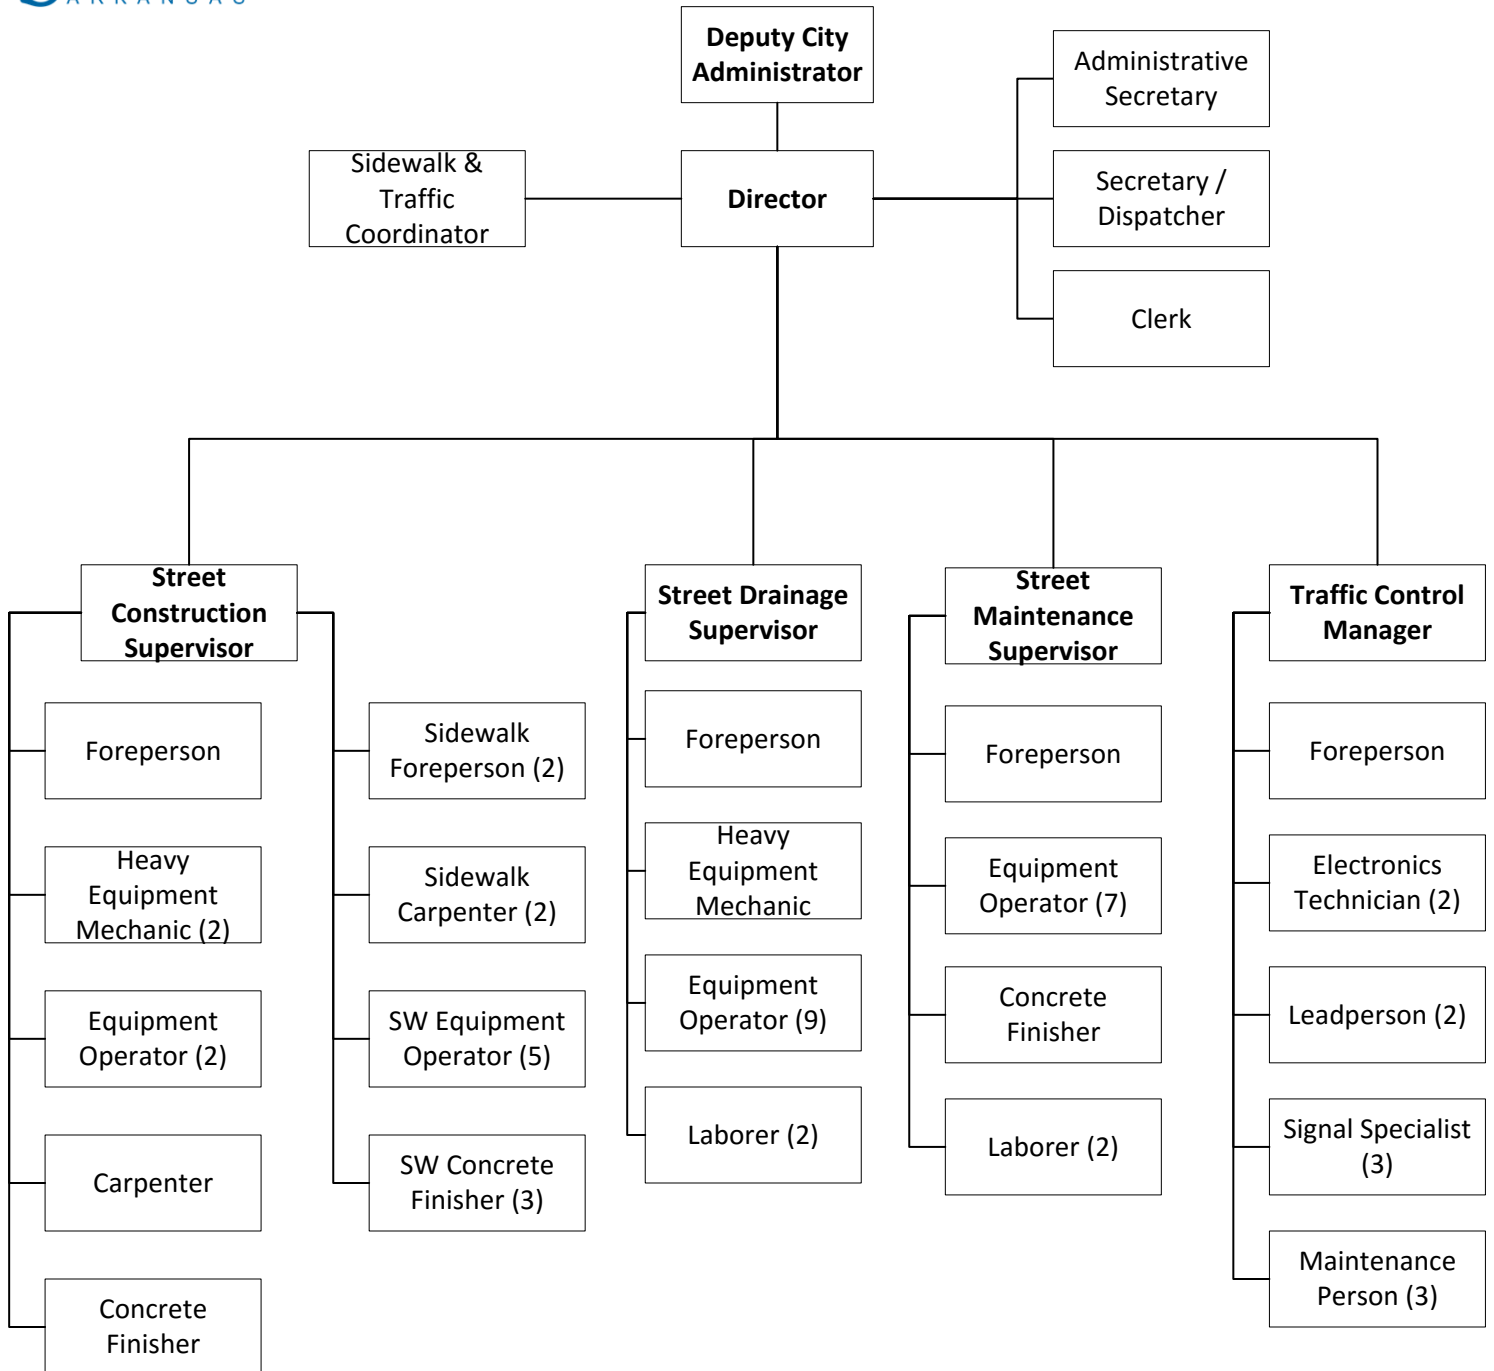 ARKANSAS
Deputy City
Administrator
Administrative
Secretary
Sidewalk &
Traffic
Coordinator
Director
Secretary /
Dispatcher
Clerk
Street
Construction
Supervisor
Foreperson
Heavy
Equipment
Mechanic (2)
Equipment
Operator (2)
Carpenter
Concrete
Finisher
Sidewalk
Foreperson (2)
Sidewalk
Carpenter (2)
SW Equipment
Operator (5)
SW Concrete
Finisher (3)
Street Drainage
Supervisor
Foreperson
Heavy
Equipment
Mechanic
Equipment
Operator (9)
Laborer (2)
Street
Maintenance
Supervisor
Foreperson
Equipment
Operator (7)
Concrete
Finisher
Laborer (2)
Traffic Control
Manager
Foreperson
Electronics
Technician (2)
Leadperson (2)
Signal Specialist
(3)
Maintenance
Person (3)